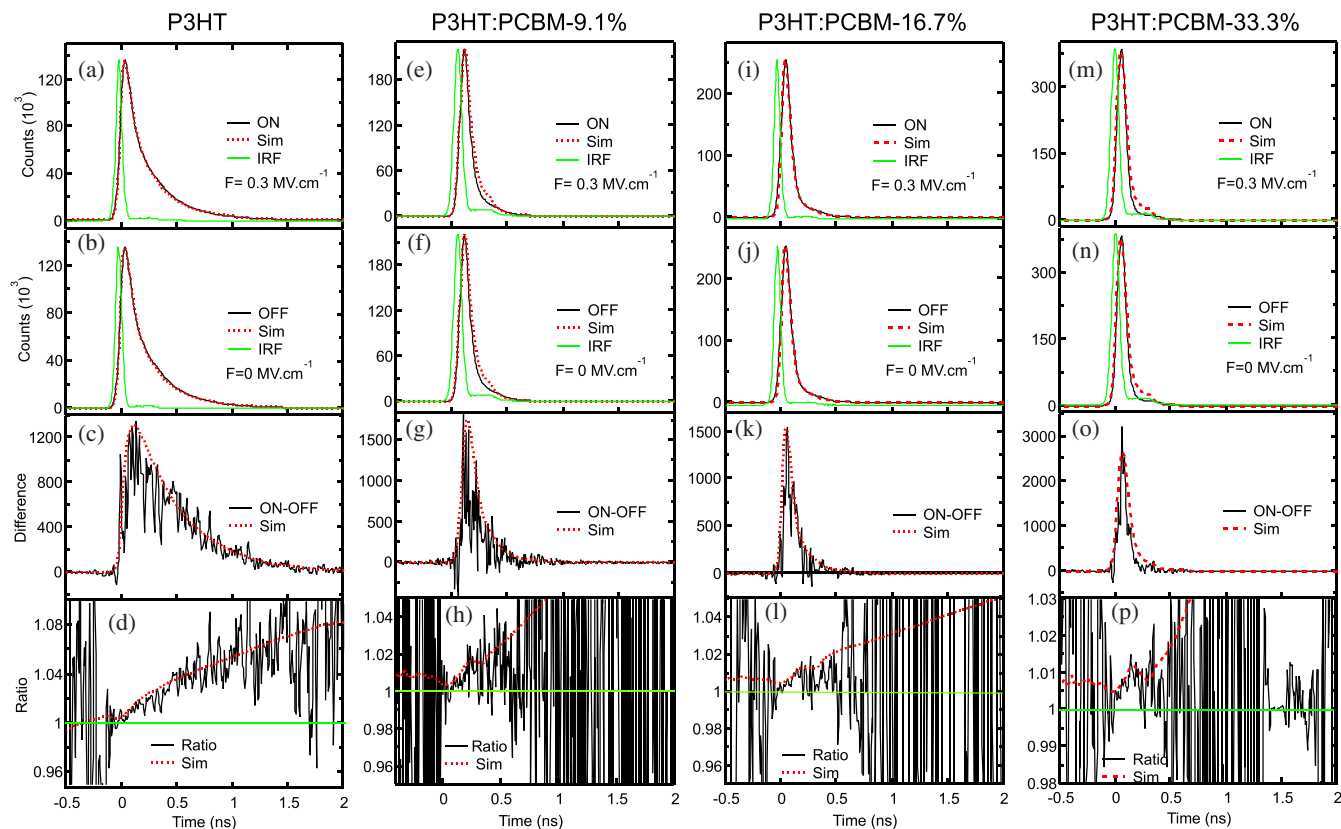 P3HT P3HT:PCBM-9.1% P3HT:PCBM-16.7% P3HT:PCBM-33.3%
(a)
Counts (10³)
120
80
40
0
ON
Sim
IRF
F= 0.3 MV.cm⁻¹
(e)
180
120
60
0
ON
Sim
IRF
F= 0.3 MV.cm⁻¹
(i)
250
200
150
100
50
0
ON
Sim
IRF
F= 0.3 MV.cm⁻¹
(m)
300
150
0
ON
Sim
IRF
F=0.3 MV.cm⁻¹
(b)
Counts (10³)
120
80
40
0
OFF
Sim
IRF
F=0 MV.cm⁻¹
(f)
180
120
60
0
OFF
Sim
IRF
F= 0 MV.cm⁻¹
(j)
250
200
150
100
50
0
OFF
Sim
IRF
F= 0 MV.cm⁻¹
(n)
300
150
0
OFF
Sim
IRF
F=0 MV.cm⁻¹
(c)
Difference
1200
800
400
0
ON-OFF
Sim
(g)
1500
1000
500
0
ON-OFF
Sim
(k)
1500
1000
500
0
ON-OFF
Sim
(o)
3000
2000
1000
0
ON-OFF
Sim
(d)
Ratio
1.08
1.04
1
0.96
Ratio
Sim
-0.5 0 0.5 1 1.5 2
Time (ns)
(h)
1.04
1.02
1
0.98
0.96
Ratio
Sim
-0.5 0 0.5 1 1.5 2
Time (ns)
(l)
1.04
1.02
1
0.98
0.96
Ratio
Sim
-0.5 0 0.5 1 1.5 2
Time (ns)
(p)
1.03
1.02
1.01
1
0.99
0.98
Ratio
Sim
-0.5 0 0.5 1 1.5 2
Time (ns)